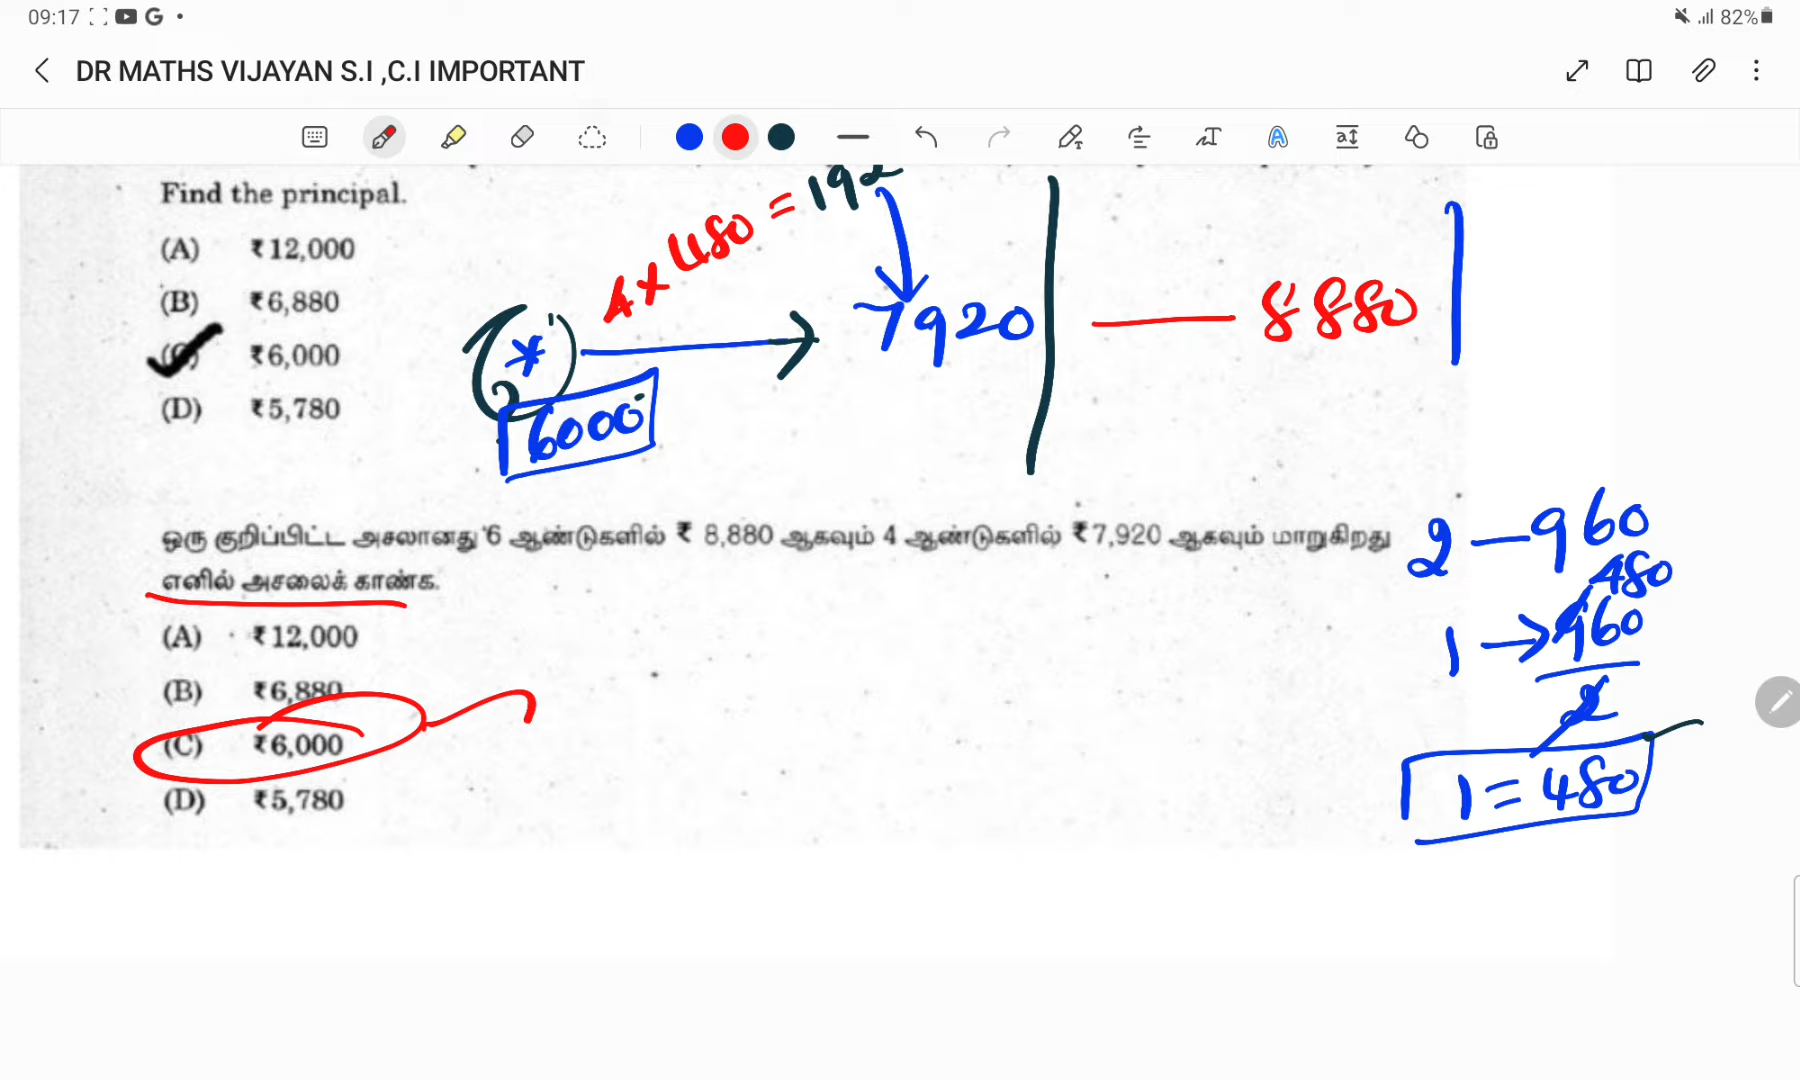 09:17
82%
DR MATHS VIJAYAN S.I ,C.I IMPORTANT
Find the principal.
(A) ₹12,000
(B) ₹6,880
(C) ₹6,000
(D) ₹5,780
4 x 480 = 192
* 7920 8880
6000
ஒரு குறிப்பிட்ட அசலானது 6 ஆண்டுகளில் ₹ 8,880 ஆகவும் 4 ஆண்டுகளில் ₹7,920 ஆகவும் மாறுகிறது
எனில் அசலைக் காண்க.
(A) ₹12,000
(B) ₹6,880
(C) ₹6,000
(D) ₹5,780
2 — 960
480
1 → 960
2
1 = 480